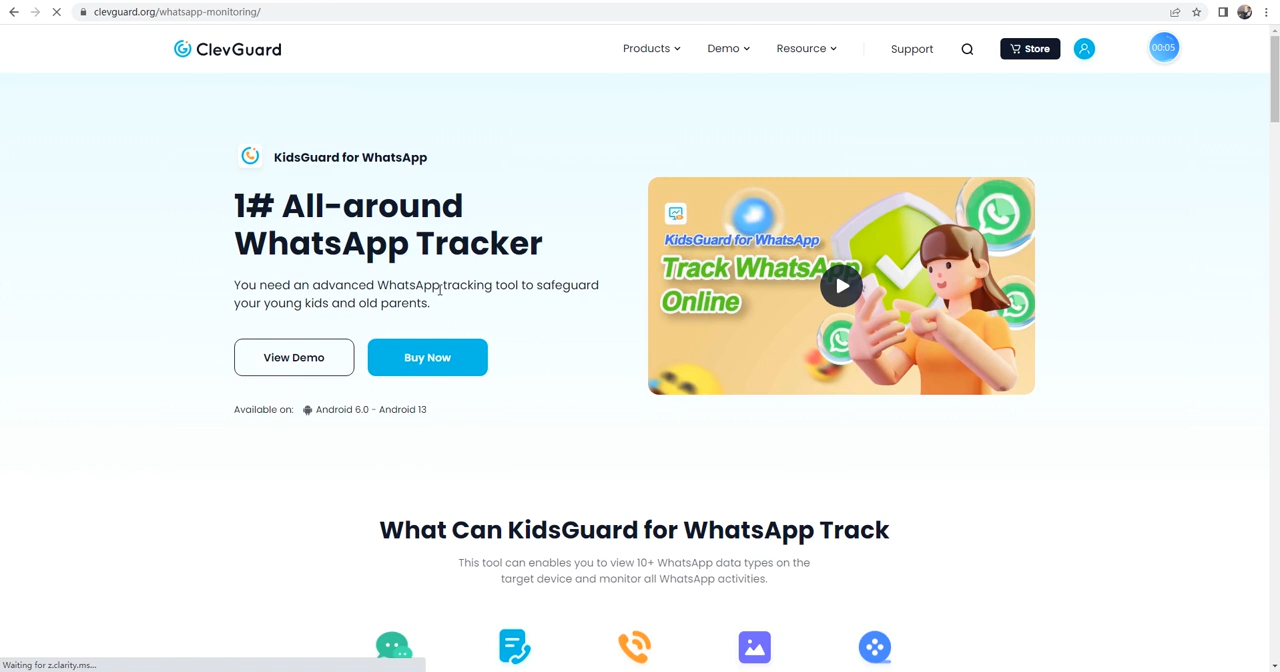 clevguard.org/whatsapp-monitoring/
ClevGuard
Products
Demo
Resource
Support
Store
00:05
KidsGuard for WhatsApp
1# All-around
WhatsApp Tracker
You need an advanced WhatsApp tracking tool to safeguard
your young kids and old parents.
View Demo
Buy Now
Available on: Android 6.0 - Android 13
KidsGuard for WhatsApp
Track WhatsApp
Online
What Can KidsGuard for WhatsApp Track
This tool can enables you to view 10+ WhatsApp data types on the
target device and monitor all WhatsApp activities.
Waiting for z.clarity.ms...